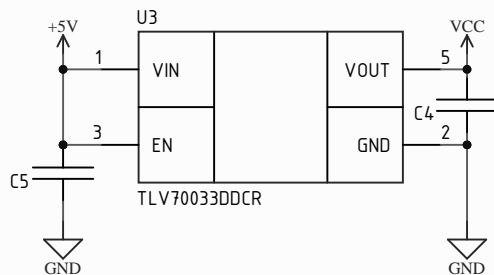 U3
+5V
VCC
1
VIN
VOUT
5
C4
3
EN
GND
2
C5
TLV70033DDCR
GND
GND